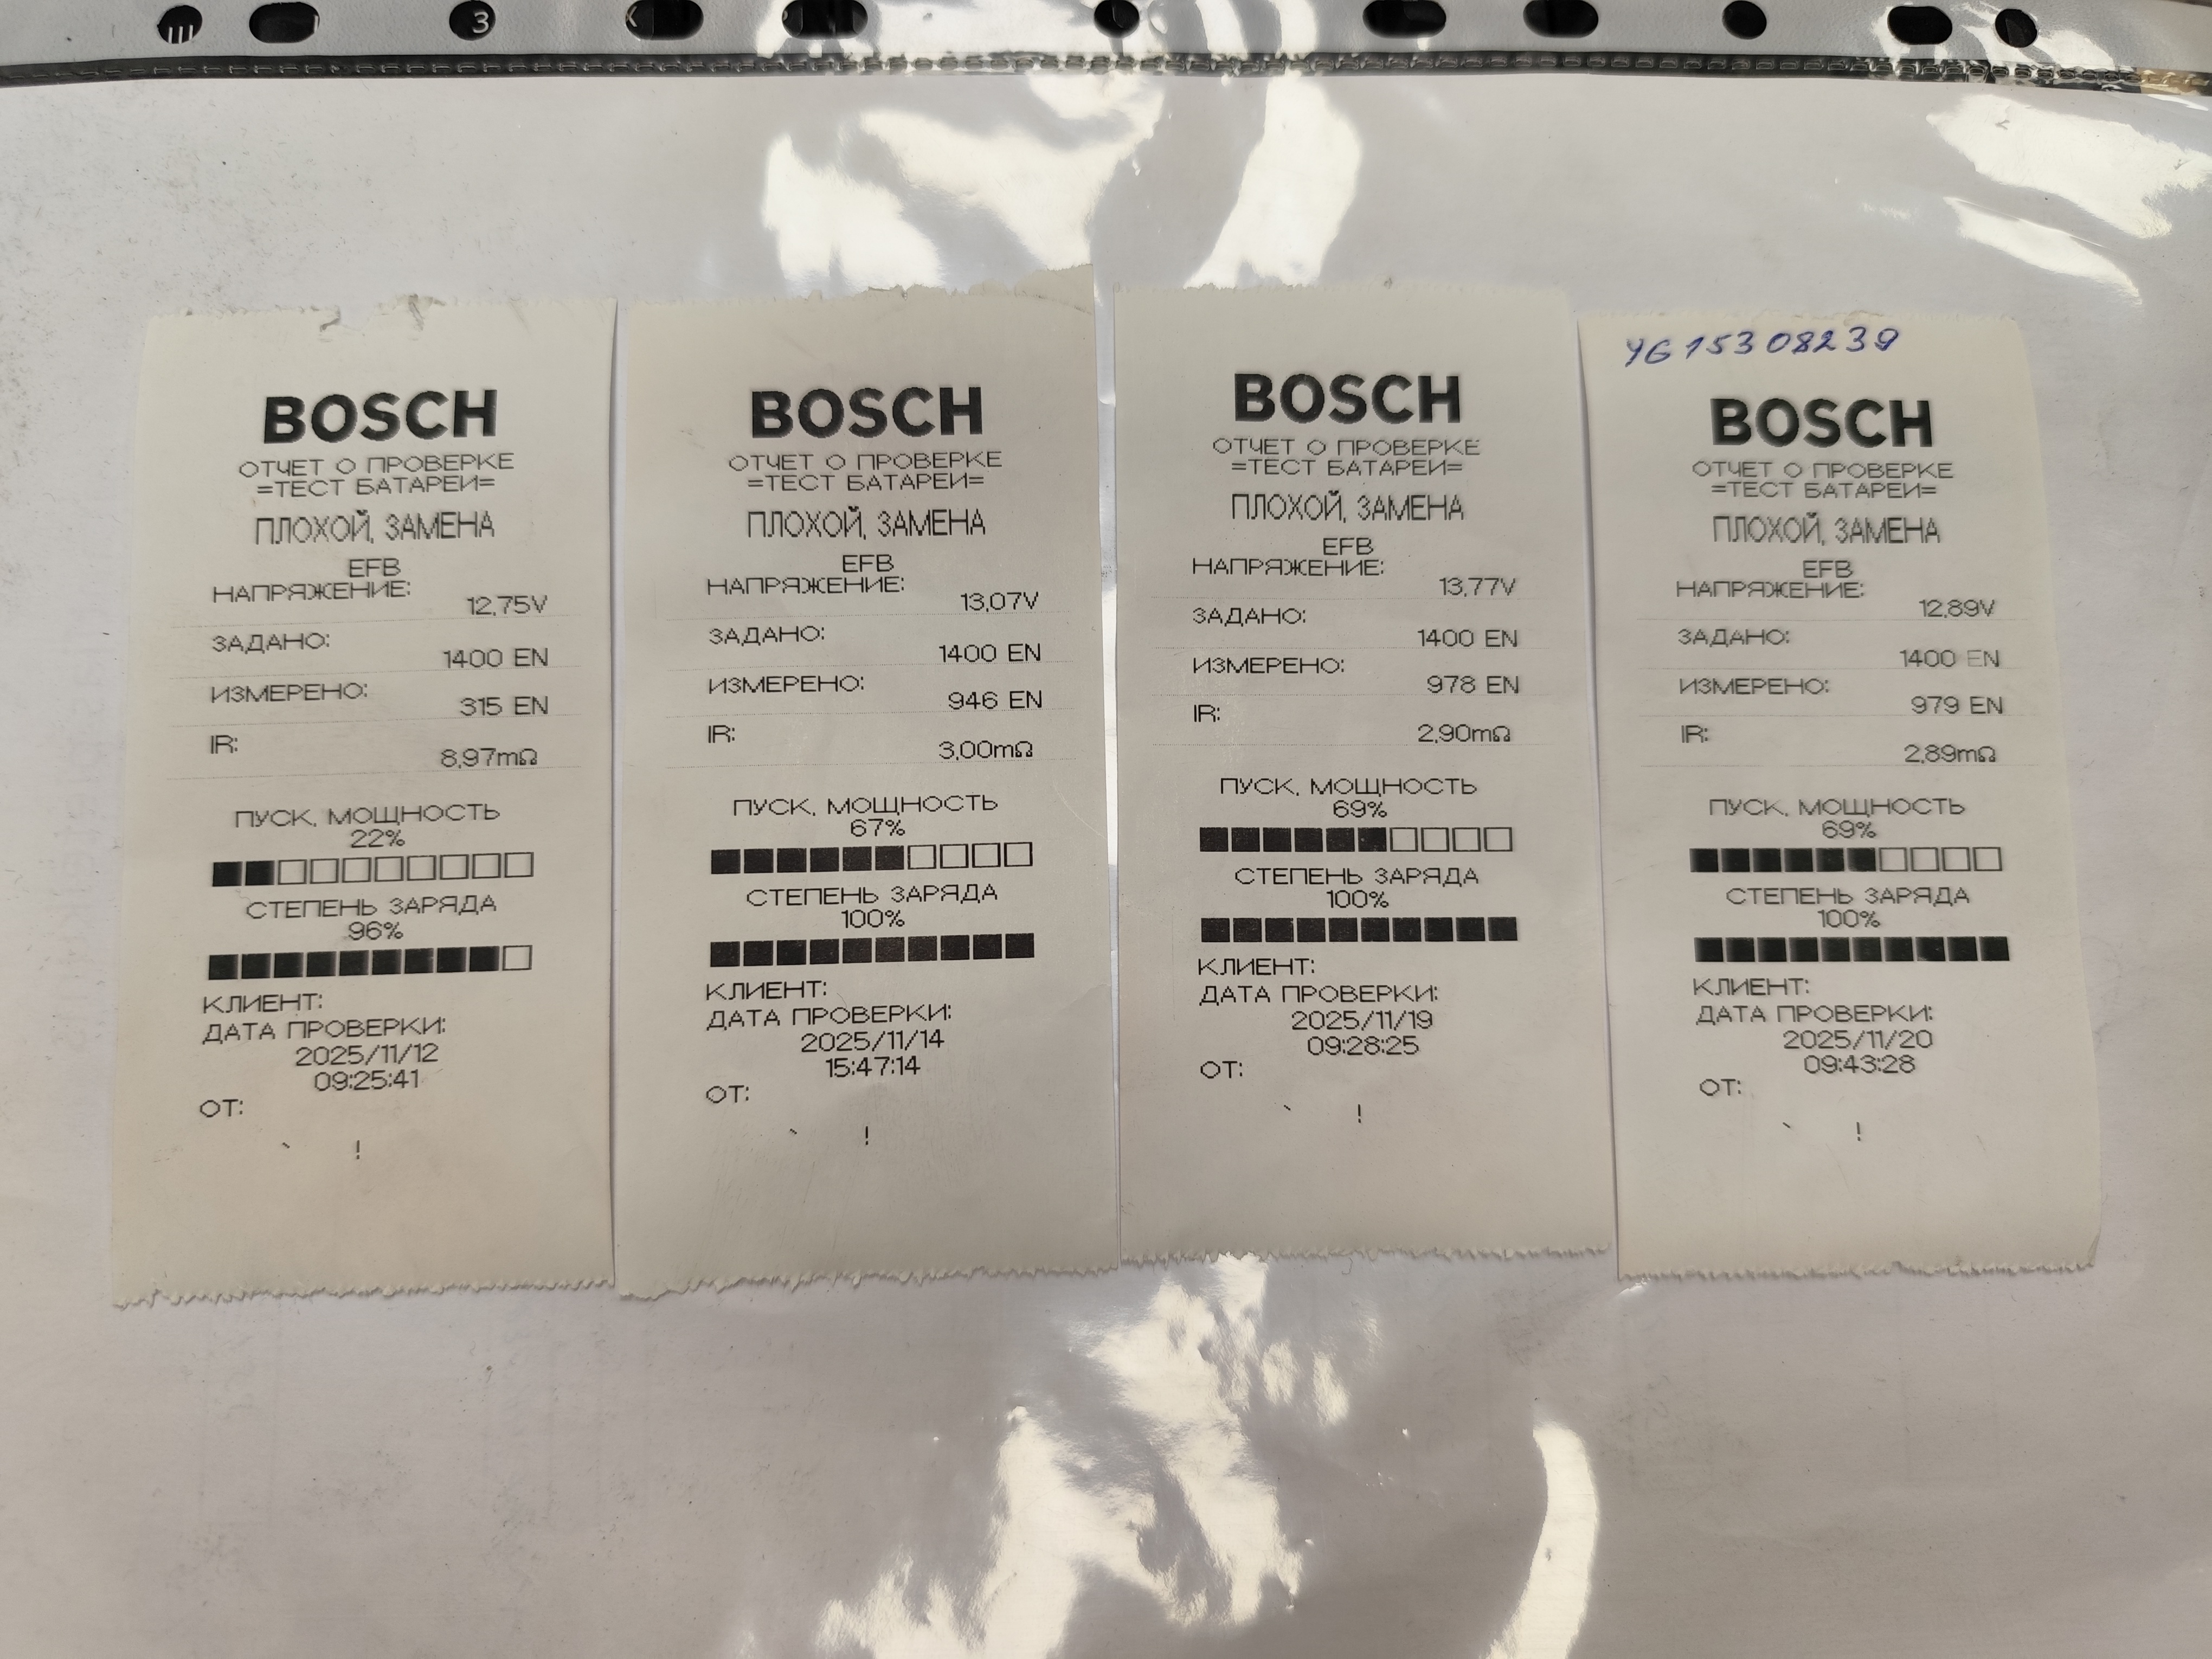 3
BOSCH
ОТЧЕТ О ПРОВЕРКЕ
=ТЕСТ БАТАРЕИ=
ПЛОХОЙ, ЗАМЕНА
EFB
НАПРЯЖЕНИЕ:
12,75V
ЗАДАНО:
1400 EN
ИЗМЕРЕНО:
315 EN
IR:
8,97mΩ
ПУСК. МОЩНОСТЬ
22%
СТЕПЕНЬ ЗАРЯДА
96%
КЛИЕНТ:
ДАТА ПРОВЕРКИ:
2025/11/12
09:25:41
ОТ:
` !
BOSCH
ОТЧЕТ О ПРОВЕРКЕ
=ТЕСТ БАТАРЕИ=
ПЛОХОЙ, ЗАМЕНА
EFB
НАПРЯЖЕНИЕ:
13,07V
ЗАДАНО:
1400 EN
ИЗМЕРЕНО:
946 EN
IR:
3,00mΩ
ПУСК. МОЩНОСТЬ
67%
СТЕПЕНЬ ЗАРЯДА
100%
КЛИЕНТ:
ДАТА ПРОВЕРКИ:
2025/11/14
15:47:14
ОТ:
` !
BOSCH
ОТЧЕТ О ПРОВЕРКЕ
=ТЕСТ БАТАРЕИ=
ПЛОХОЙ, ЗАМЕНА
EFB
НАПРЯЖЕНИЕ:
13,77V
ЗАДАНО:
1400 EN
ИЗМЕРЕНО:
978 EN
IR:
2,90mΩ
ПУСК. МОЩНОСТЬ
69%
СТЕПЕНЬ ЗАРЯДА
100%
КЛИЕНТ:
ДАТА ПРОВЕРКИ:
2025/11/19
09:28:25
ОТ:
` !
YG15308239
BOSCH
ОТЧЕТ О ПРОВЕРКЕ
=ТЕСТ БАТАРЕИ=
ПЛОХОЙ, ЗАМЕНА
EFB
НАПРЯЖЕНИЕ:
12,89V
ЗАДАНО:
1400 EN
ИЗМЕРЕНО:
979 EN
IR:
2,89mΩ
ПУСК. МОЩНОСТЬ
69%
СТЕПЕНЬ ЗАРЯДА
100%
КЛИЕНТ:
ДАТА ПРОВЕРКИ:
2025/11/20
09:43:28
ОТ:
` !